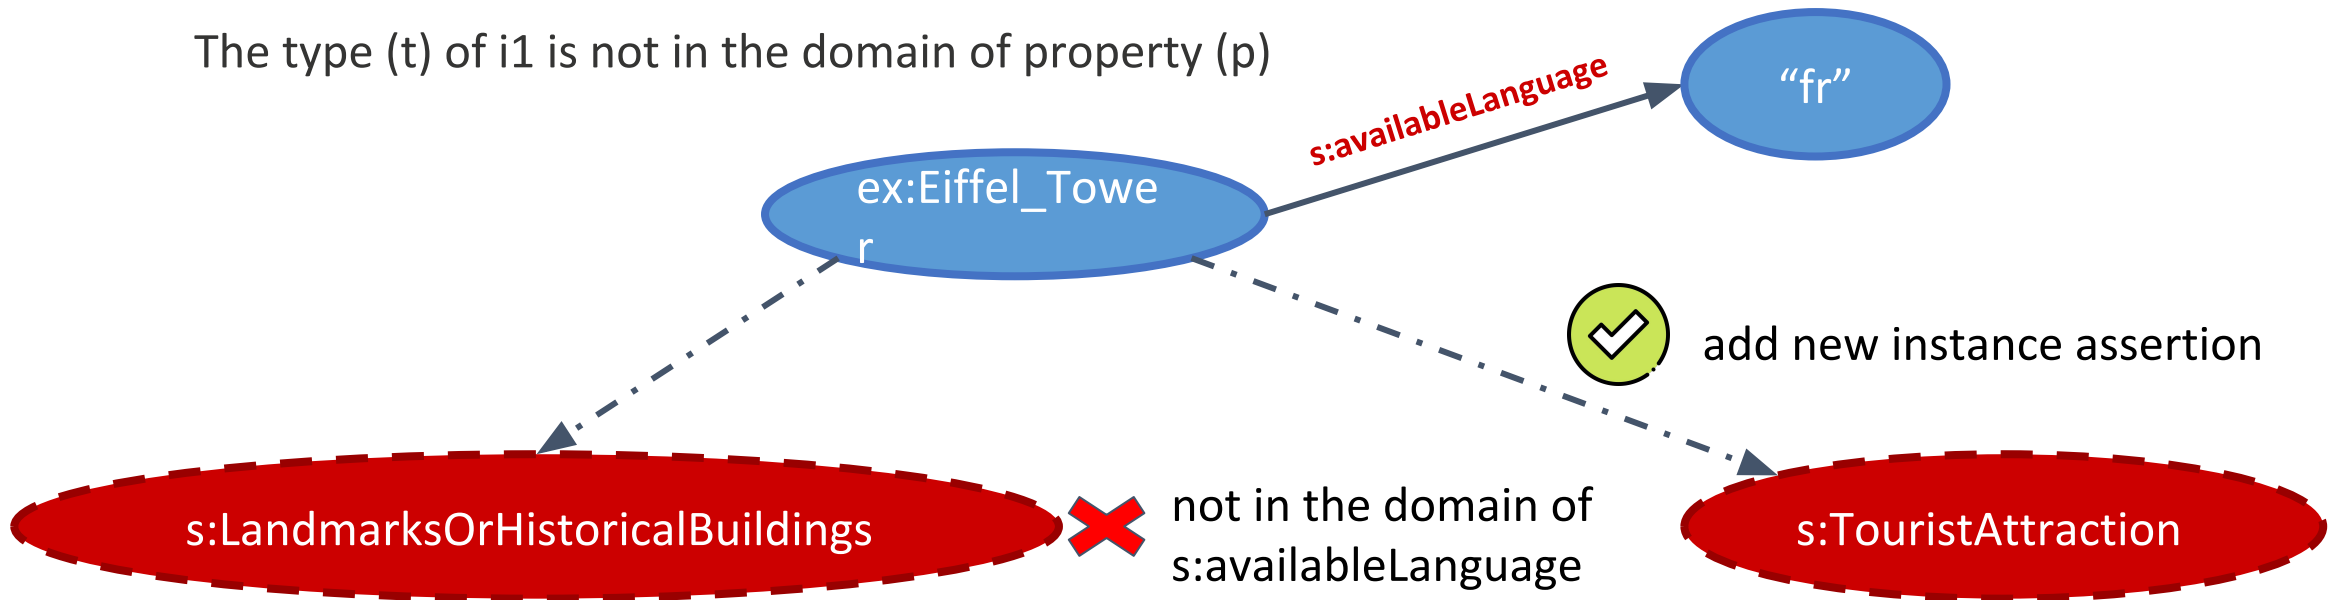 The type (t) of i1 is not in the domain of property (p)
s:availableLanguage
“fr”
ex:Eiffel_Towe
r
add new instance assertion
s:LandmarksOrHistoricalBuildings
not in the domain of
s:availableLanguage
s:TouristAttraction